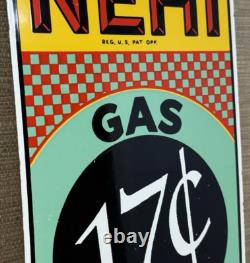 NEHI
REG. U.S. PAT OFF.
GAS
17¢